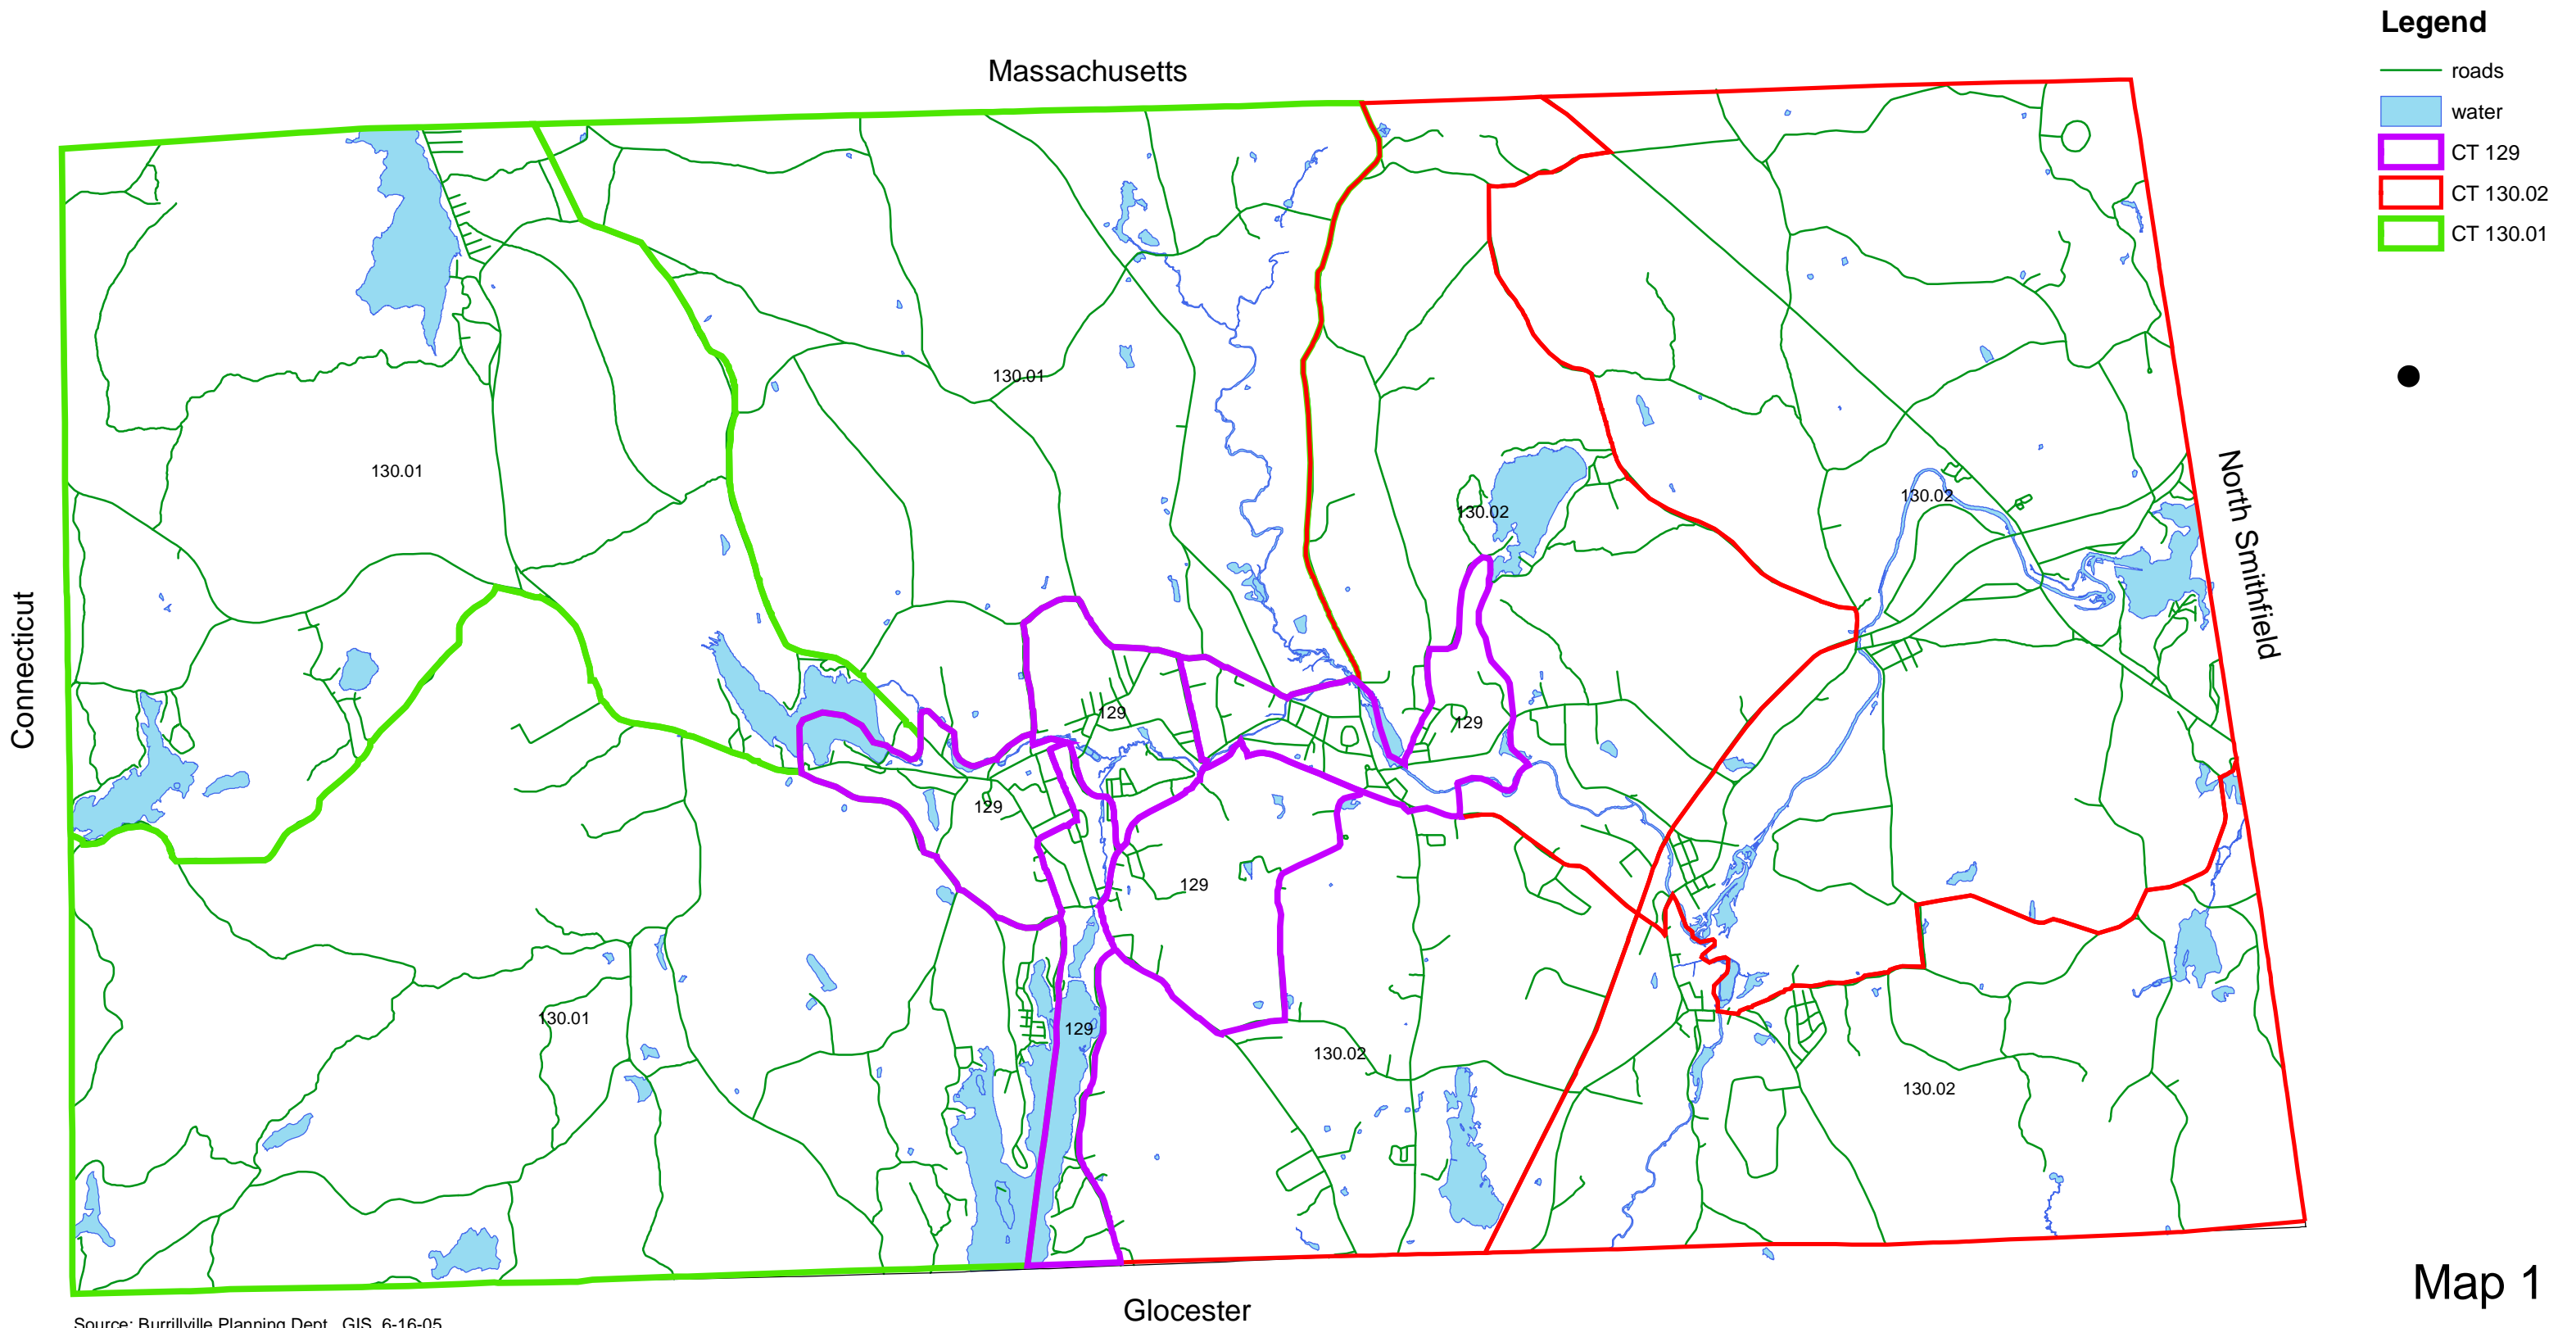 Legend
Massachusetts
roads
water
CT 129
CT 130.02
CT 130.01
130.01
130.01
North Smithfield
130.02
130.02
Connecticut
129
129
129
129
130.01
129
130.02
130.02
Map 1
Glocester
Source: Burrillville Planning Dept., GIS, 6-16-05